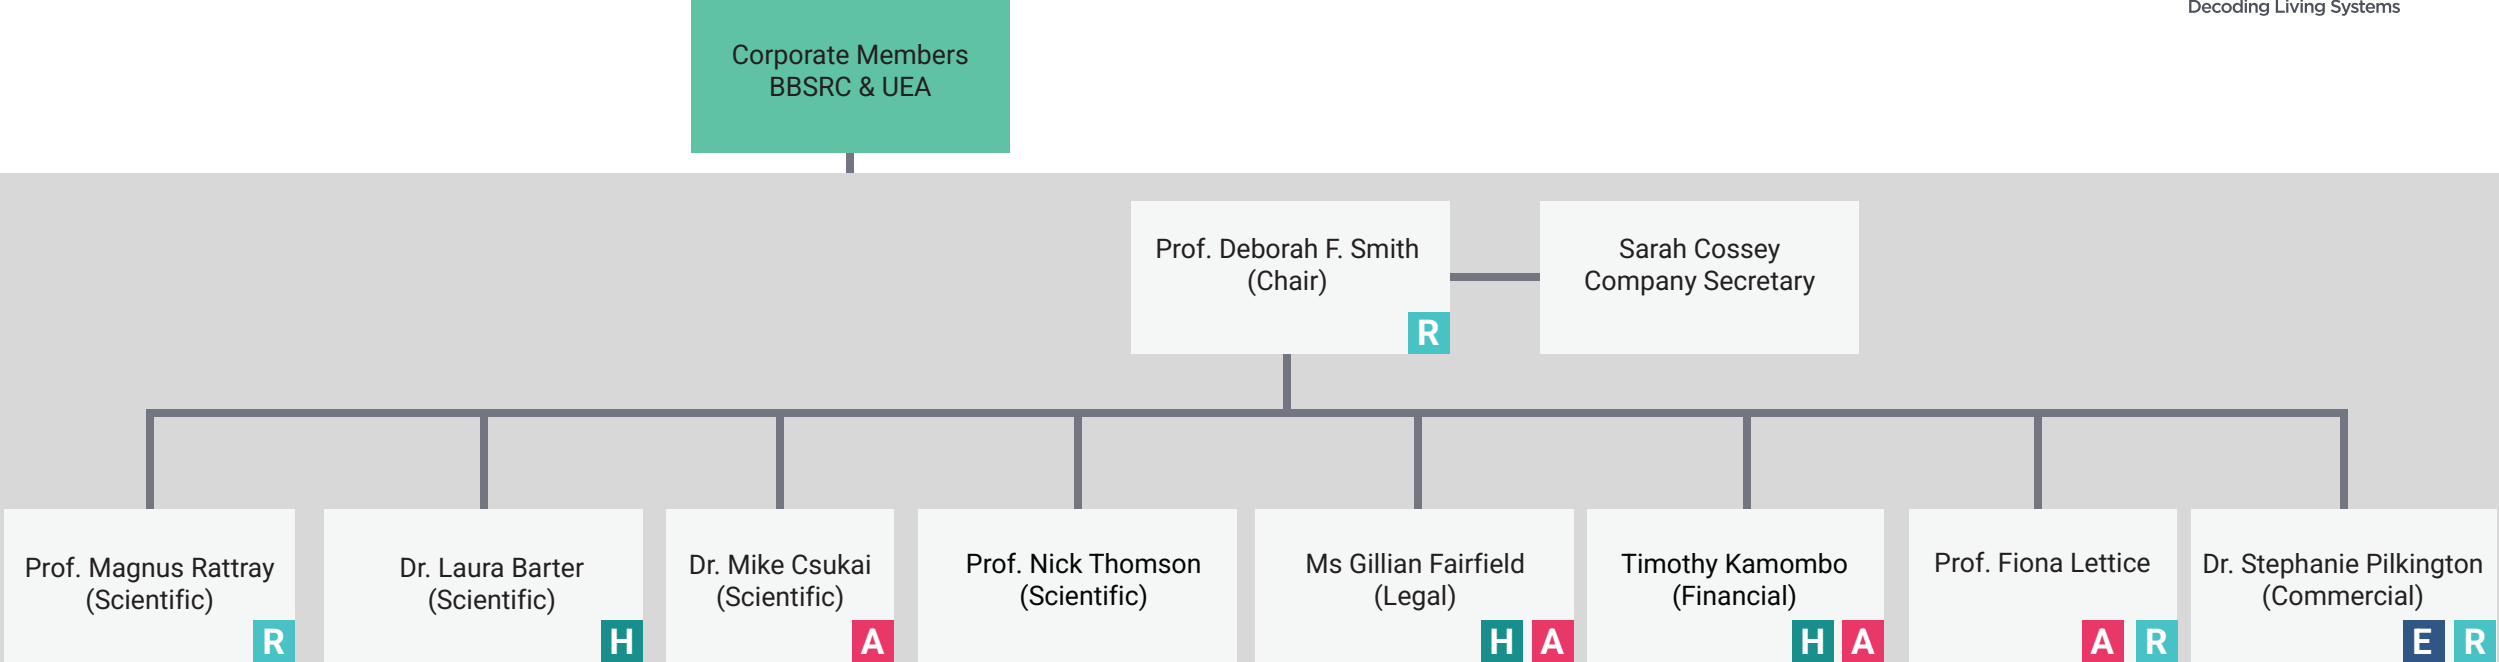 Decoding Living Systems
Corporate Members
BBSRC & UEA
Prof. Deborah F. Smith
(Chair)
R
Sarah Cossey
Company Secretary
Prof. Magnus Rattray
(Scientific)
R
Dr. Laura Barter
(Scientific)
H
Dr. Mike Csukai
(Scientific)
A
Prof. Nick Thomson
(Scientific)
Ms Gillian Fairfield
(Legal)
H A
Timothy Kamombo
(Financial)
H A
Prof. Fiona Lettice
A R
Dr. Stephanie Pilkington
(Commercial)
E R